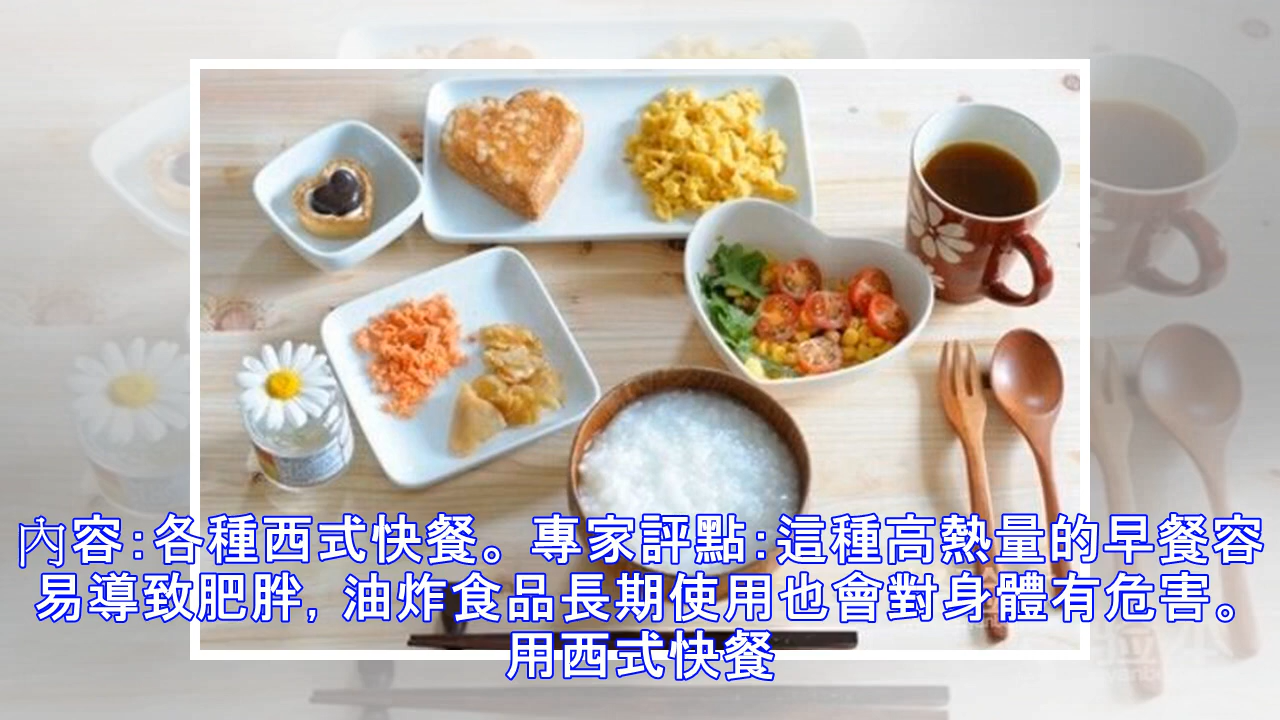 內容:各種西式快餐。專家評點:這種高熱量的早餐容
易導致肥胖,油炸食品長期使用也會對身體有危害。
用西式快餐